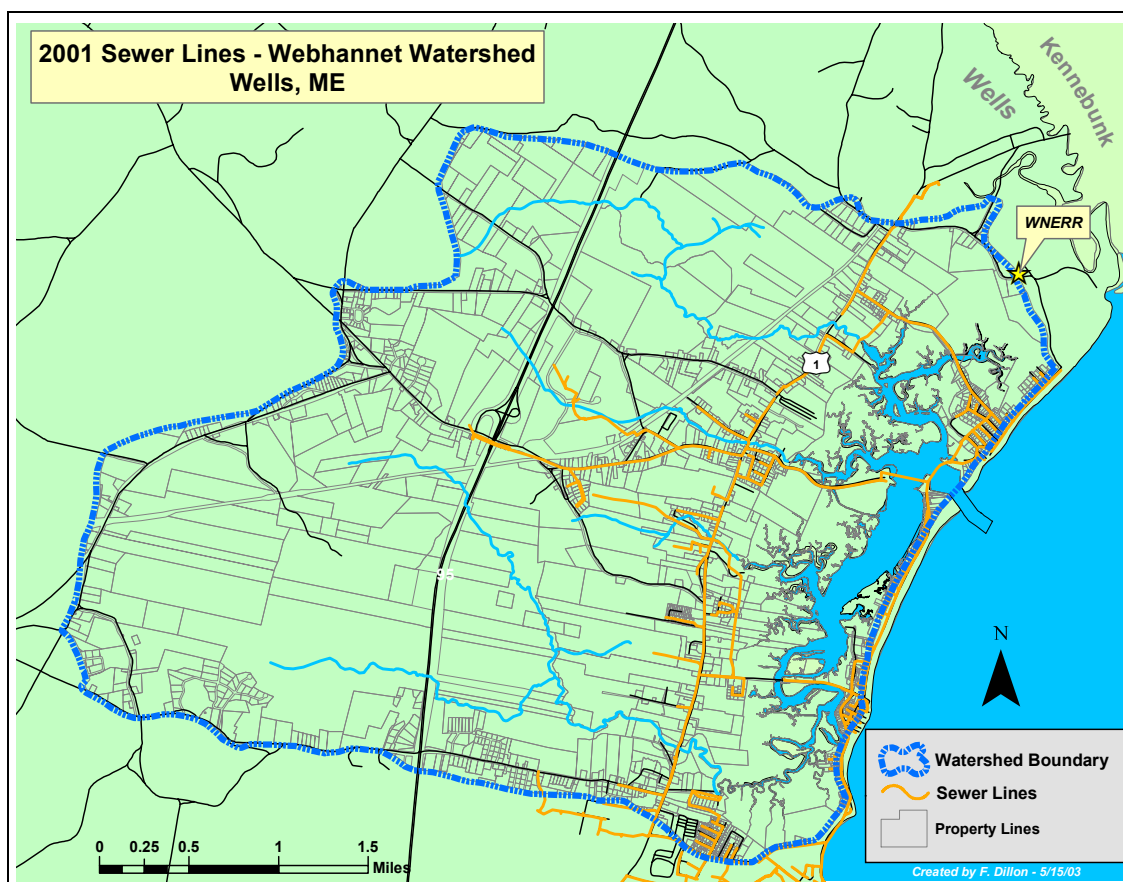 2001 Sewer Lines - Webhannet Watershed
Wells, ME
Kennebunk
Wells
WNERR
1
95
N
Watershed Boundary
Sewer Lines
Property Lines
0 0.25 0.5 1 1.5
Miles
Created by F. Dillon - 5/15/03